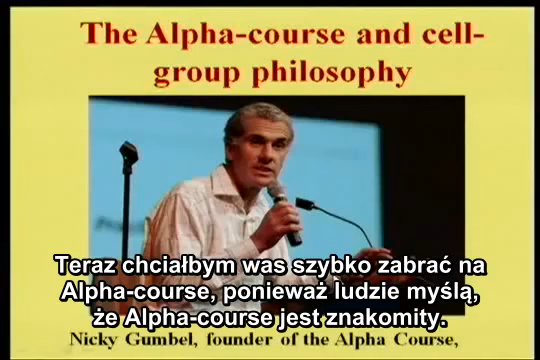 The Alpha-course and cell-
group philosophy
Teraz chciałbym was szybko zabrać na
Alpha-course, ponieważ ludzie myślą,
że Alpha-course jest znakomity.
Nicky Gumbel, founder of the Alpha Course,